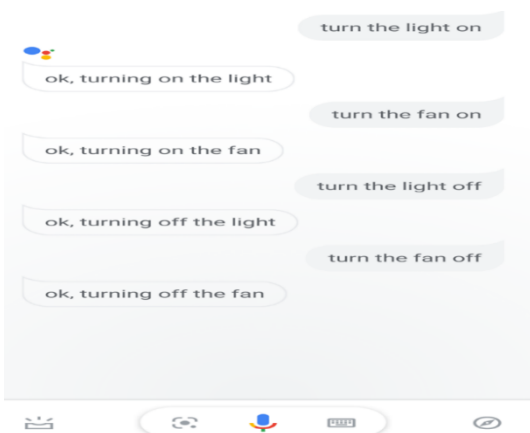 turn the light on
ok, turning on the light
turn the fan on
ok, turning on the fan
turn the light off
ok, turning off the light
turn the fan off
ok, turning off the fan